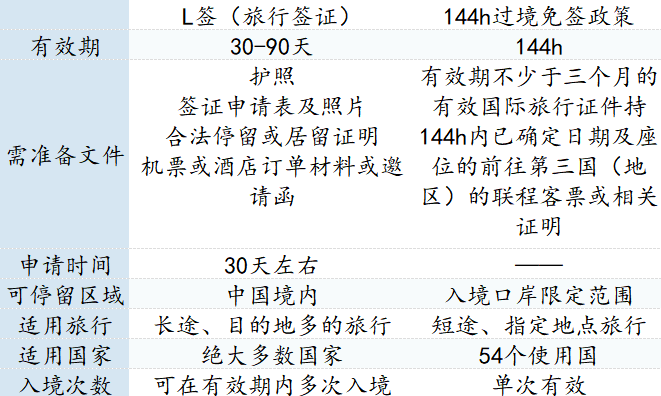 L签（旅行签证） 144h过境免签政策
有效期 30-90天 144h
护照 有效期不少于三个月的
签证申请表及照片 有效国际旅行证件持
需准备文件 合法停留或居留证明 144h内已确定日期及座
机票或酒店订单材料或邀 位的前往第三国（地
请函 区）的联程客票或相关
证明
申请时间 30天左右 ——
可停留区域 中国境内 入境口岸限定范围
适用旅行 长途、目的地多的旅行 短途、指定地点旅行
适用国家 绝大多数国家 54个使用国
入境次数 可在有效期内多次入境 单次有效